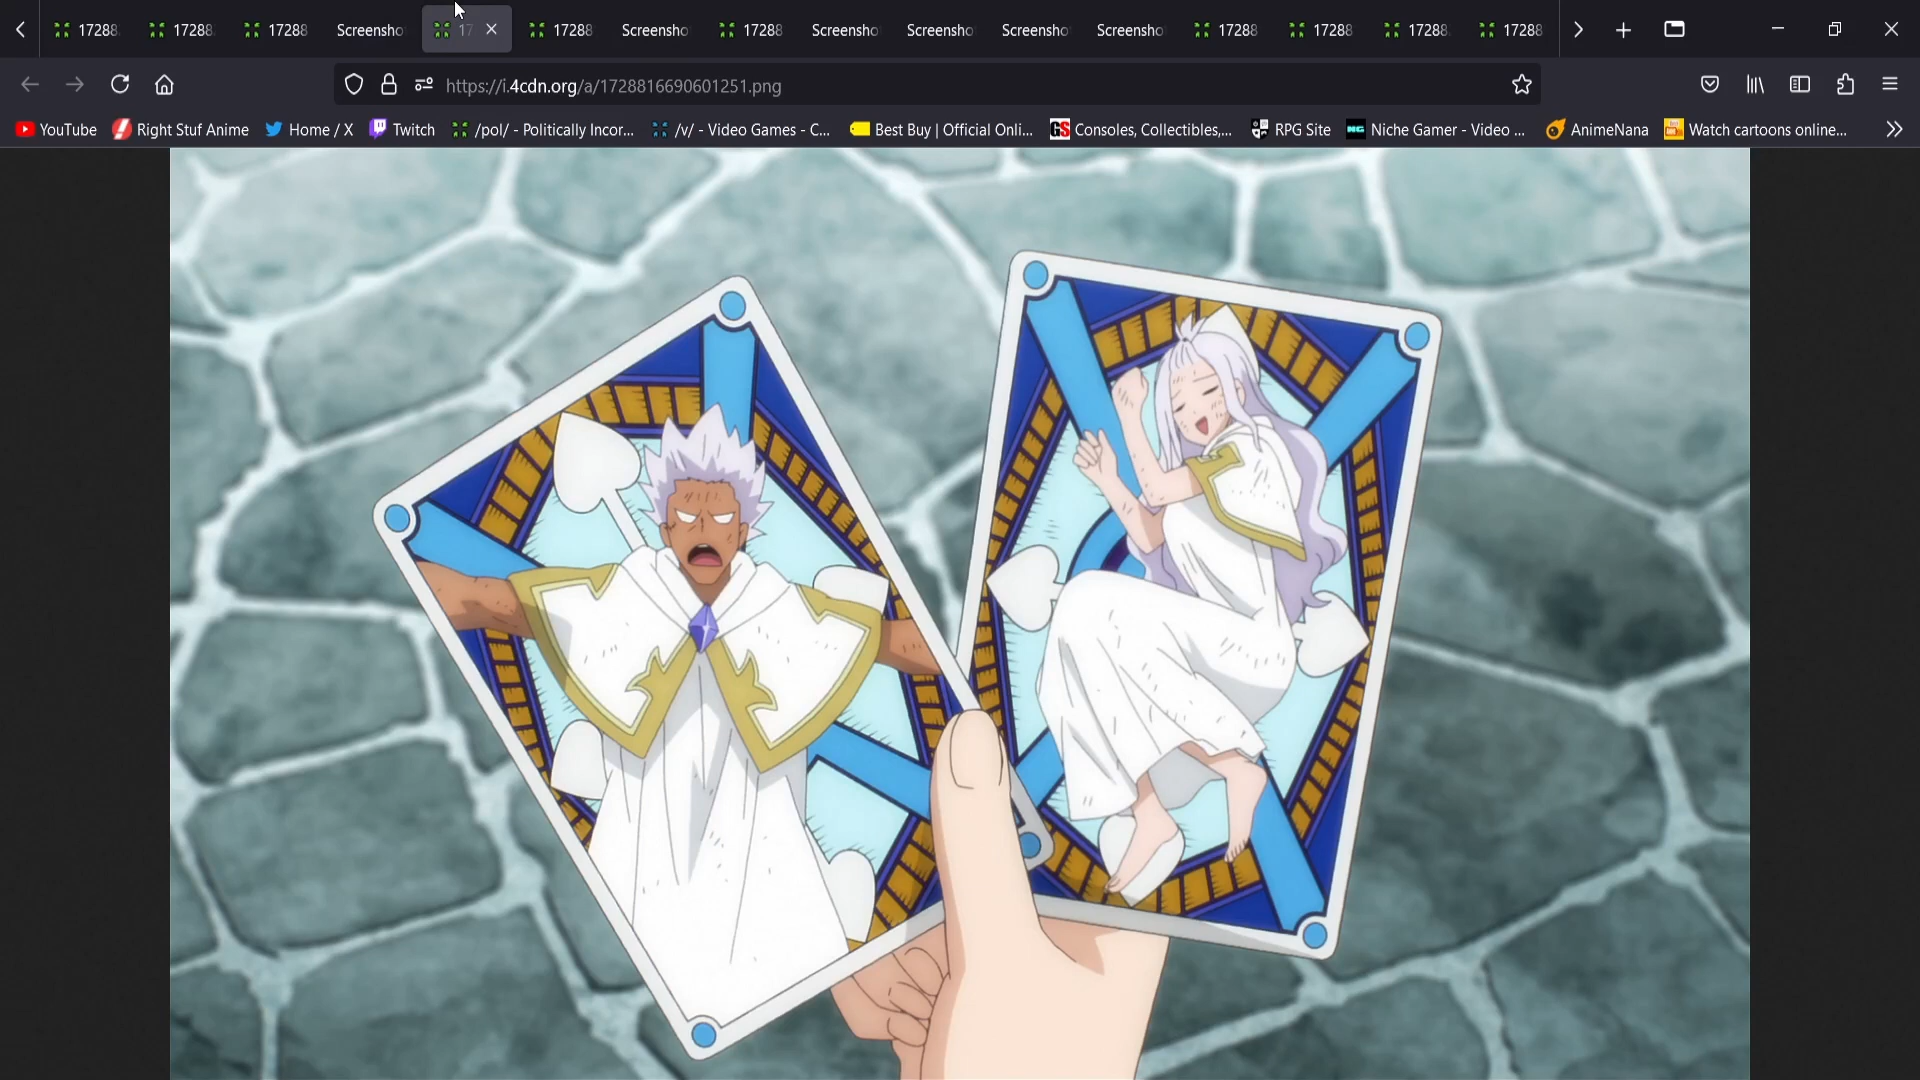 17288 17288 17288 Screensho 17 17288 Screensho 17288 Screensho Screensho Screensho Screensho 17288 17288 17288 17288
https://i.4cdn.org/a/1728816690601251.png
YouTube Right Stuf Anime Home / X Twitch /pol/ - Politically Incor... /v/ - Video Games - C... Best Buy | Official Onli... GS Consoles, Collectibles,... RPG Site NG Niche Gamer - Video ... AnimeNana Watch cartoons online...